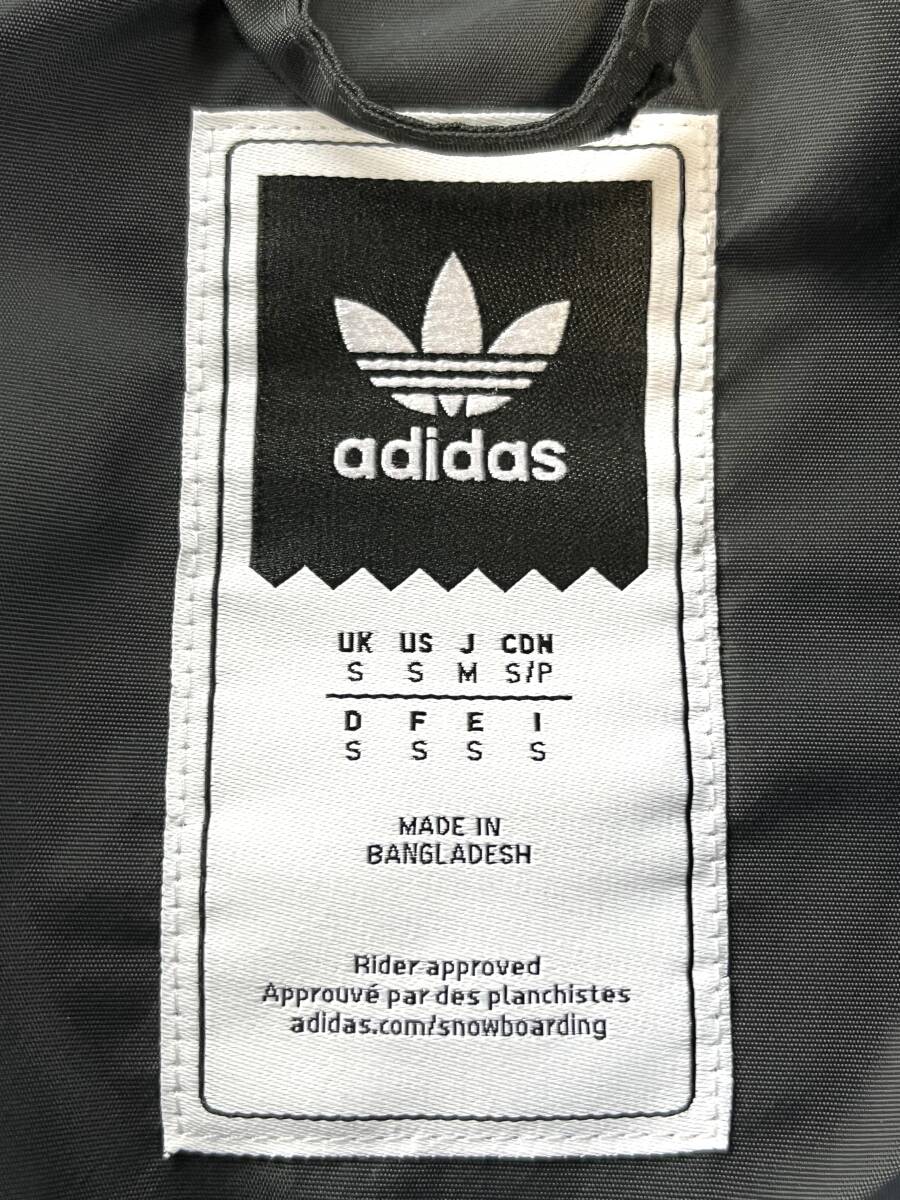 adidas
UK US J CDN
S S M S/P
D F E I
S S S S
MADE IN
BANGLADESH
Rider approved
Approuvé par des planchistes
adidas.com/snowboarding